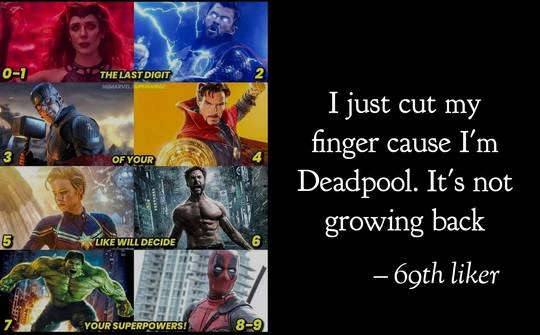 0-1
THE LAST DIGIT
2
3
OF YOUR
4
5
LIKE WILL DECIDE
6
7
YOUR SUPERPOWERS!
8-9
I just cut my
finger cause I'm
Deadpool. It's not
growing back
– 69th liker